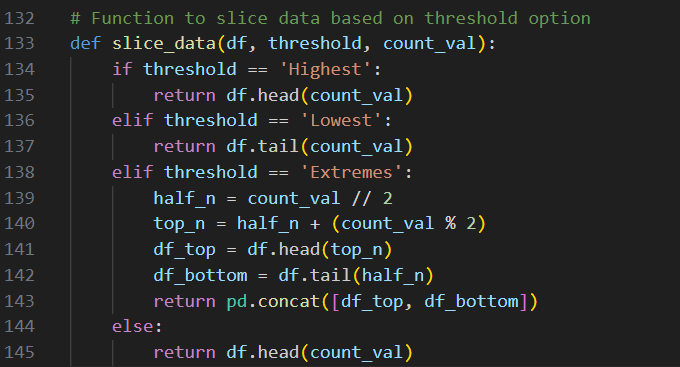 132 # Function to slice data based on threshold option
133 def slice_data(df, threshold, count_val):
134     if threshold == 'Highest':
135         return df.head(count_val)
136     elif threshold == 'Lowest':
137         return df.tail(count_val)
138     elif threshold == 'Extremes':
139         half_n = count_val // 2
140         top_n = half_n + (count_val % 2)
141         df_top = df.head(top_n)
142         df_bottom = df.tail(half_n)
143         return pd.concat([df_top, df_bottom])
144     else:
145         return df.head(count_val)